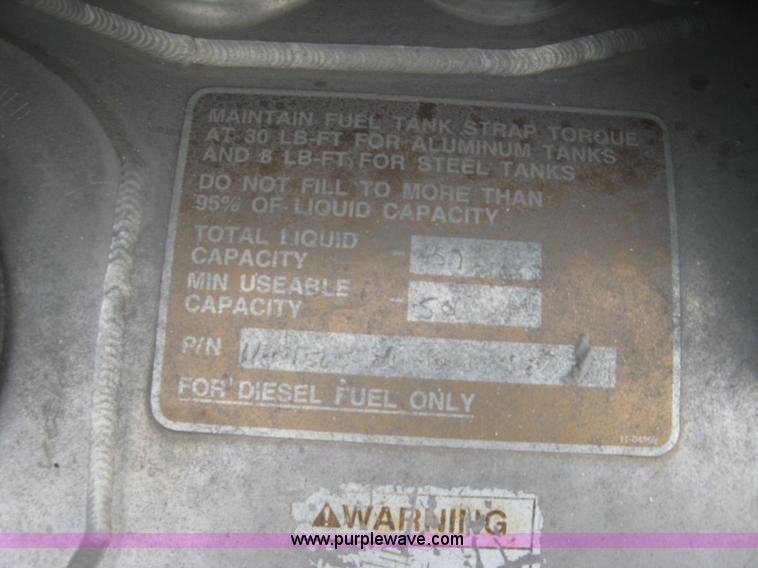 MAINTAIN FUEL TANK STRAP TORQUE
AT 30 LB-FT FOR ALUMINUM TANKS
AND 8 LB-FT FOR STEEL TANKS
DO NOT FILL TO MORE THAN
95% OF LIQUID CAPACITY
TOTAL LIQUID
CAPACITY -
MIN USEABLE
CAPACITY - 50
P/N
FOR DIESEL FUEL ONLY
WARNING
www.purplewave.com